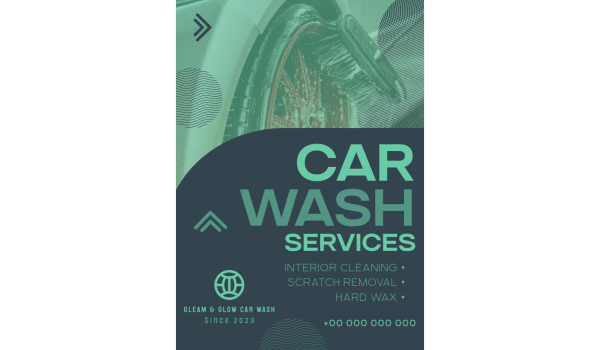 CAR
WASH
SERVICES
INTERIOR CLEANING •
SCRATCH REMOVAL •
HARD WAX •
GLEAM & GLOW CAR WASH
Since 2023
+00 000 000 000